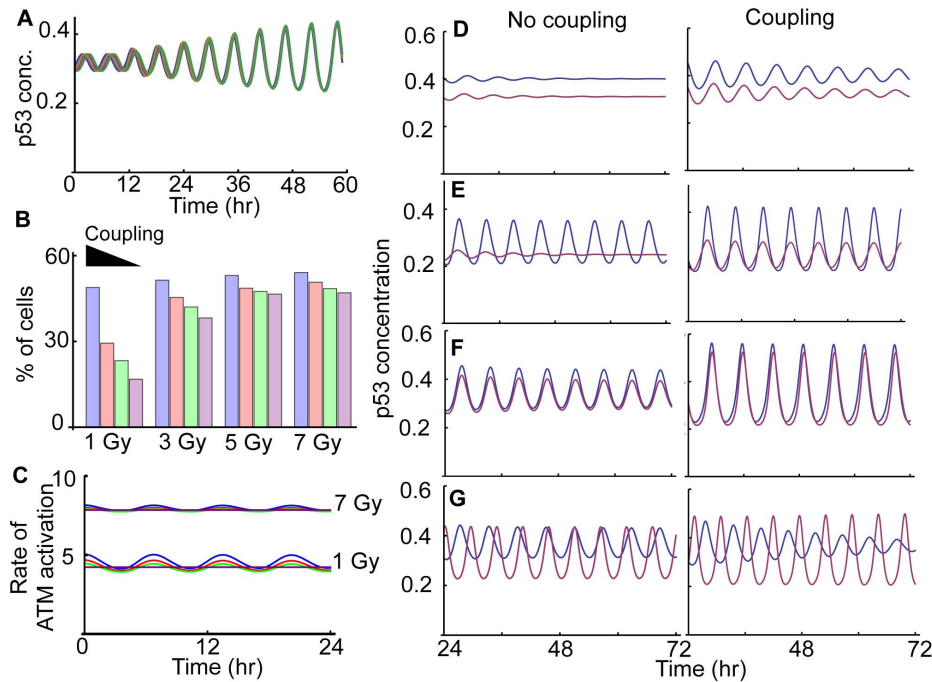 A
0.4
0.2
p53 conc.
0
12
24
36
48
60
Time (hr)
B
Coupling
60
30
0
% of cells
1 Gy
3 Gy
5 Gy
7 Gy
C
10
5
Rate of
ATM activation
7 Gy
1 Gy
0
12
24
Time (hr)
No coupling
Coupling
p53 concentration
D
0.6
0.4
0.2
E
0.4
0.2
F
0.6
0.4
0.2
G
0.6
0.4
0.2
24
48
72
48
72
Time (hr)